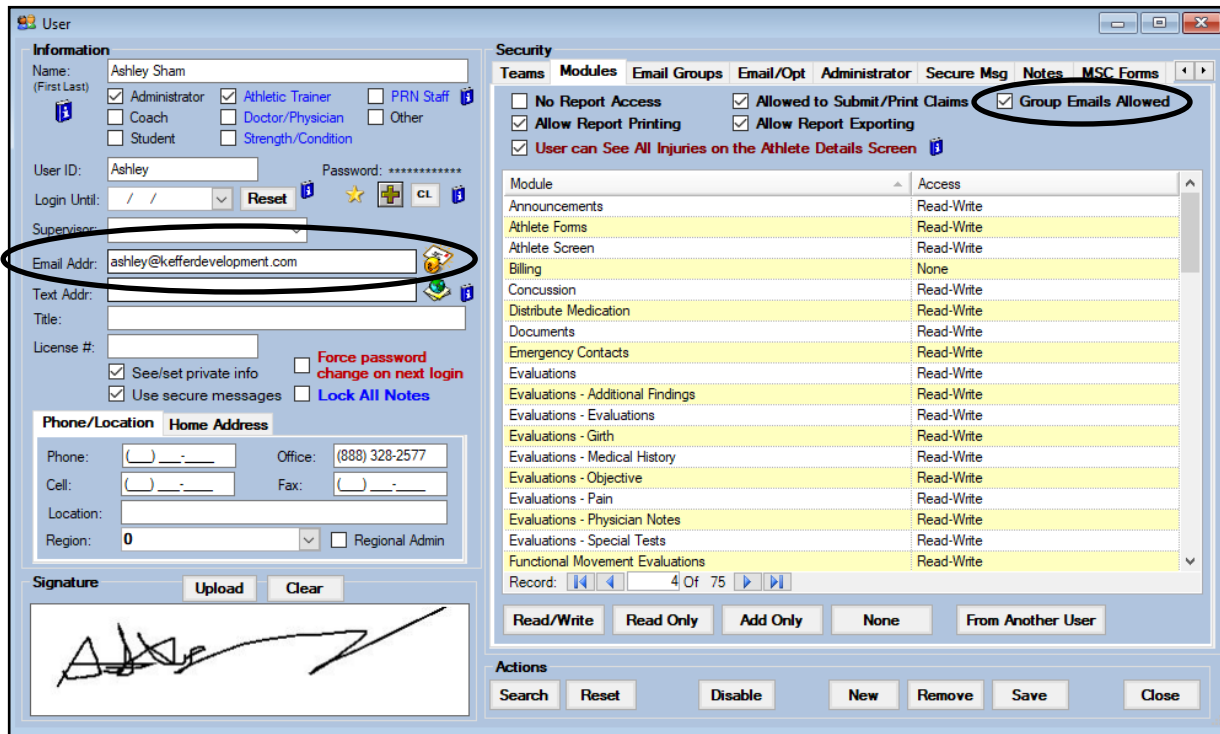 User
Information
Name: Ashley Sham
(First Last)
Administrator Athletic Trainer PRN Staff
Coach Doctor/Physician Other
Student Strength/Condition
User ID: Ashley Password: ************
Login Until: / / Reset CL
Supervisor:
Email Addr: ashley@kefferdevelopment.com
Text Addr:
Title:
License #:
Force password
See/set private info change on next login
Use secure messages Lock All Notes
Phone/Location Home Address
Phone: (__) ___-____ Office: (888) 328-2577
Cell: (__) ___-____ Fax: (__) ___-____
Location:
Region: 0 Regional Admin
Signature Upload Clear
Security
Teams Modules Email Groups Email/Opt Administrator Secure Msg Notes MSC Forms
No Report Access Allowed to Submit/Print Claims Group Emails Allowed
Allow Report Printing Allow Report Exporting
User can See All Injuries on the Athlete Details Screen
Module Access
Announcements Read-Write
Athlete Forms Read-Write
Athlete Screen Read-Write
Billing None
Concussion Read-Write
Distribute Medication Read-Write
Documents Read-Write
Emergency Contacts Read-Write
Evaluations Read-Write
Evaluations - Additional Findings Read-Write
Evaluations - Evaluations Read-Write
Evaluations - Girth Read-Write
Evaluations - Medical History Read-Write
Evaluations - Objective Read-Write
Evaluations - Pain Read-Write
Evaluations - Physician Notes Read-Write
Evaluations - Special Tests Read-Write
Functional Movement Evaluations Read-Write
Record: 4 Of 75
Read/Write Read Only Add Only None From Another User
Actions
Search Reset Disable New Remove Save Close